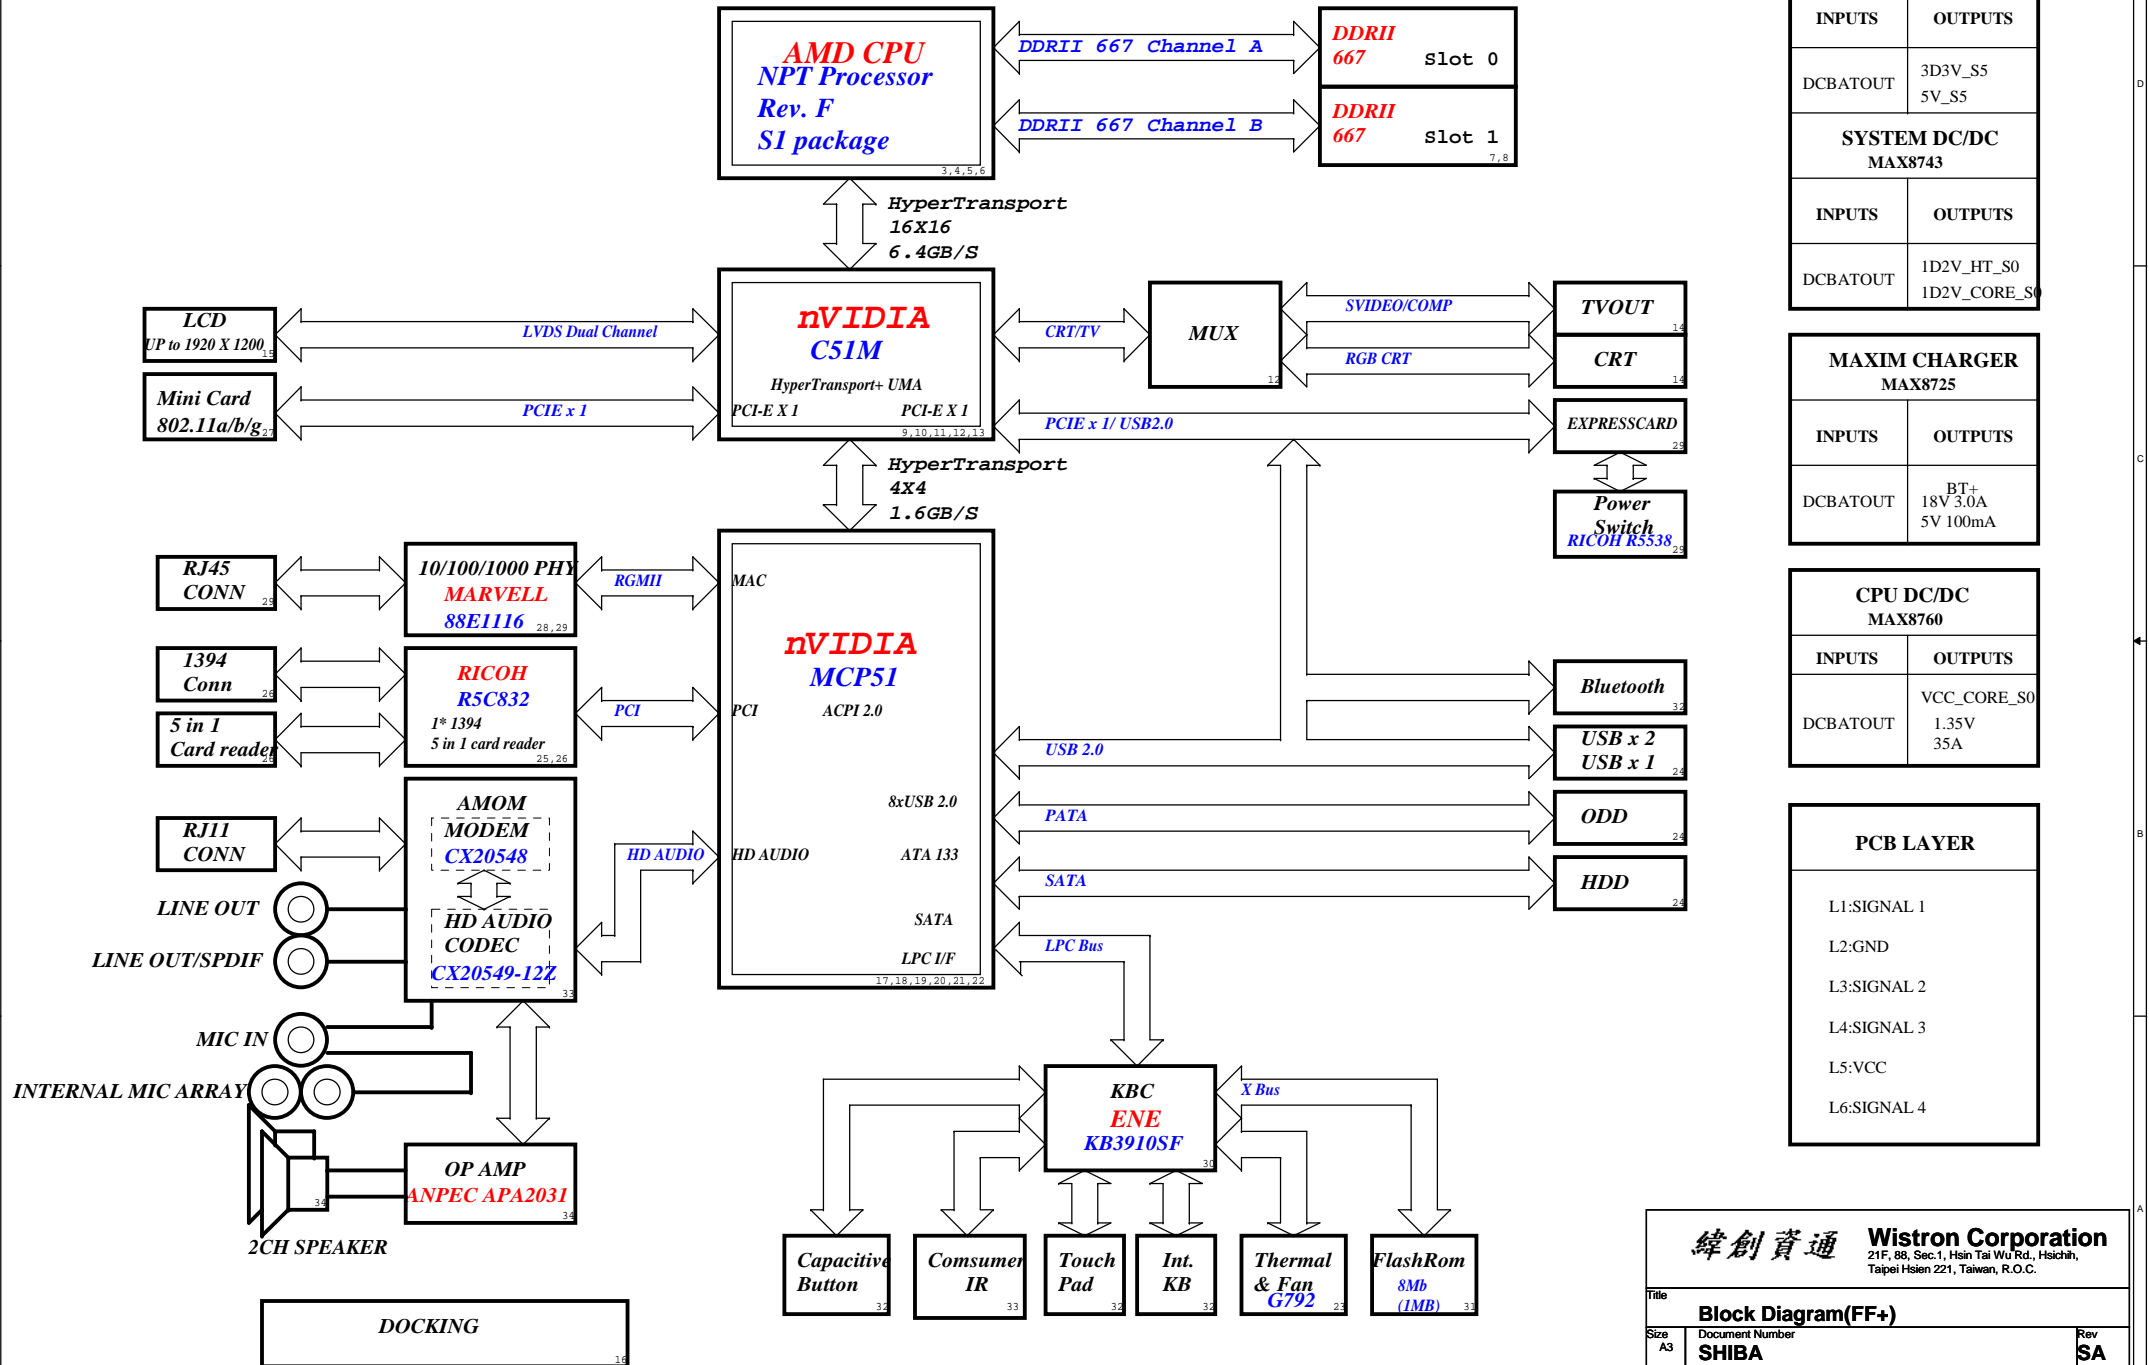 AMD CPU
NPT Processor
Rev. F
S1 package
3,4,5,6
DDRII 667 Channel A
DDRII 667 Channel B
DDRII
667
Slot 0
DDRII
667
Slot 1
7,8
HyperTransport
16X16
6.4GB/S
LCD
UP to 1920 X 1200
15
LVDS Dual Channel
Mini Card
802.11a/b/g
27
PCIE x 1
nVIDIA
C51M
HyperTransport+ UMA
PCI-E X 1
PCI-E X 1
9,10,11,12,13
CRT/TV
MUX
12
SVIDEO/COMP
RGB CRT
TVOUT
14
CRT
14
PCIE x 1/ USB2.0
EXPRESSCARD
29
Power
Switch
RICOH R5538
29
HyperTransport
4X4
1.6GB/S
RJ45
CONN
29
10/100/1000 PHY
MARVELL
88E1116
28,29
RGMII
1394
Conn
26
5 in 1
Card reader
26
RICOH
R5C832
1* 1394
5 in 1 card reader
25,26
PCI
MAC
nVIDIA
MCP51
PCI
ACPI 2.0
8xUSB 2.0
HD AUDIO
ATA 133
SATA
LPC I/F
17,18,19,20,21,22
Bluetooth
32
USB 2.0
USB x 2
USB x 1
24
PATA
ODD
24
SATA
HDD
24
LPC Bus
RJ11
CONN
AMOM
MODEM
CX20548
HD AUDIO
CODEC
CX20549-12Z
33
HD AUDIO
LINE OUT
LINE OUT/SPDIF
MIC IN
INTERNAL MIC ARRAY
34
2CH SPEAKER
OP AMP
ANPEC APA2031
34
KBC
ENE
KB3910SF
30
X Bus
Capacitive
Button
32
Comsumer
IR
33
Touch
Pad
32
Int.
KB
32
Thermal
& Fan
G792
23
FlashRom
8Mb
(1MB)
31
DOCKING
16
INPUTS
OUTPUTS
DCBATOUT
3D3V_S5
5V_S5
SYSTEM DC/DC
MAX8743
INPUTS
OUTPUTS
DCBATOUT
1D2V_HT_S0
1D2V_CORE_S0
MAXIM CHARGER
MAX8725
INPUTS
OUTPUTS
DCBATOUT
BT+
18V 3.0A
5V 100mA
CPU DC/DC
MAX8760
INPUTS
OUTPUTS
DCBATOUT
VCC_CORE_S0
1.35V
35A
PCB LAYER
L1:SIGNAL 1
L2:GND
L3:SIGNAL 2
L4:SIGNAL 3
L5:VCC
L6:SIGNAL 4
D
C
B
A
緯創資通
Wistron Corporation
21F, 88, Sec.1, Hsin Tai Wu Rd., Hsichih,
Taipei Hsien 221, Taiwan, R.O.C.
Title
Block Diagram(FF+)
Size
A3
Document Number
SHIBA
Rev
SA